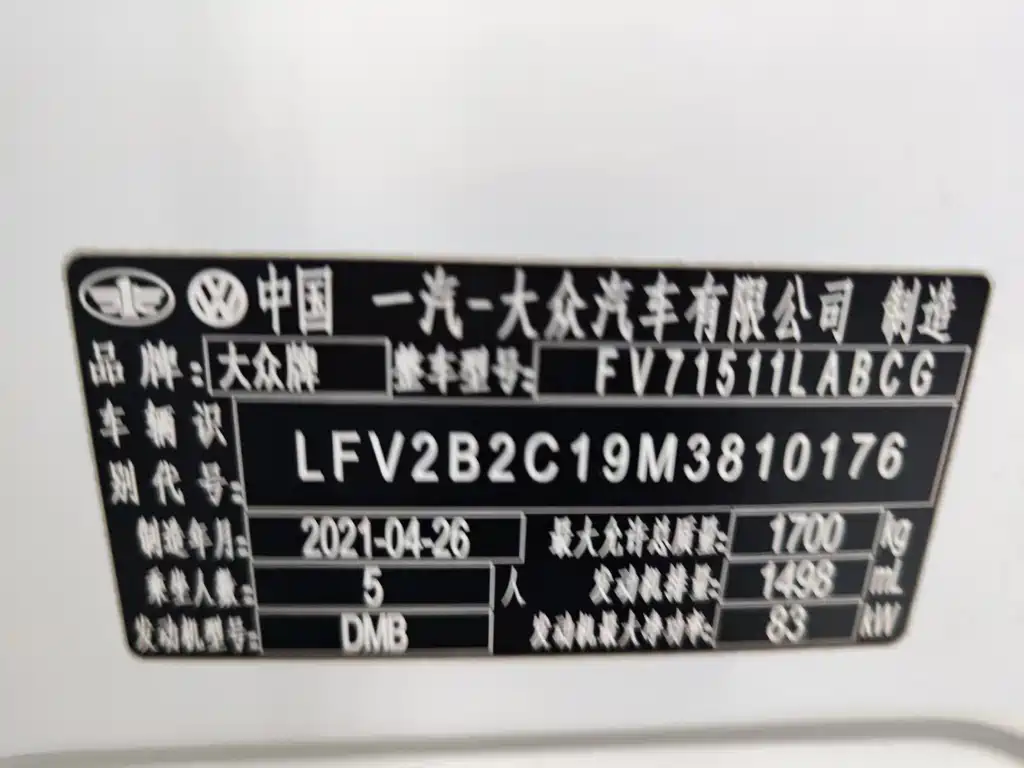 中国 一汽-大众汽车有限公司 制造
品牌: 大众牌 整车型号: FV71511LABCG
车辆识别代号: LFV2B2C19M3810176
制造年月: 2021-04-26 最大允许总质量: 1700 kg
乘坐人数: 5 人 发动机排量: 1498 mL
发动机型号: DMB 发动机最大净功率: 83 kW